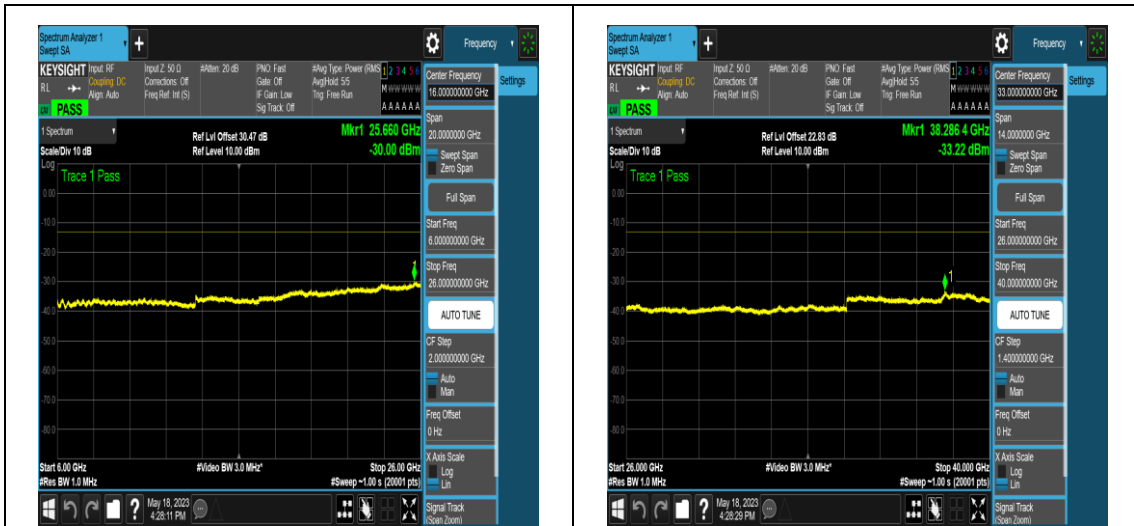 Spectrum Analyzer 1
Swept SA
Frequency
KEYSIGHT
RL
PASS
Input: RF
Coupling: DC
Align: Auto
Input Z: 50 Ω
Corrections: Off
Freq Ref: Int (S)
#Atten: 20 dB
PNO: Fast
Gate: Off
IF Gain: Low
Sig Track: Off
#Avg Type: Power (RMS
Avg|Hold: 5/5
Trig: Free Run
1 2 3 4 5 6
M W W W W W
A A A A A A
Center Frequency
16.000000000 GHz
Settings
Span
20.0000000 GHz
Swept Span
Zero Span
Full Span
Start Freq
6.000000000 GHz
Stop Freq
26.000000000 GHz
AUTO TUNE
CF Step
2.000000000 GHz
Auto
Man
Freq Offset
0 Hz
X Axis Scale
Log
Lin
Signal Track
(Span Zoom)
1 Spectrum
Scale/Div 10 dB
Log
Ref Lvl Offset 30.47 dB
Ref Level 10.00 dBm
Mkr1 25.660 GHz
-30.00 dBm
Trace 1 Pass
0.00
-10.0
-20.0
-30.0
-40.0
-50.0
-60.0
-70.0
-80.0
1
Start 6.00 GHz
#Res BW 1.0 MHz
#Video BW 3.0 MHz*
Stop 26.00 GHz
#Sweep ~1.00 s (20001 pts)
May 18, 2023
4:28:11 PM
Spectrum Analyzer 1
Swept SA
Frequency
KEYSIGHT
RL
PASS
Input: RF
Coupling: DC
Align: Auto
Input Z: 50 Ω
Corrections: Off
Freq Ref: Int (S)
#Atten: 20 dB
PNO: Fast
Gate: Off
IF Gain: Low
Sig Track: Off
#Avg Type: Power (RMS
Avg|Hold: 5/5
Trig: Free Run
1 2 3 4 5 6
M W W W W W
A A A A A A
Center Frequency
33.000000000 GHz
Settings
Span
14.0000000 GHz
Swept Span
Zero Span
Full Span
Start Freq
26.000000000 GHz
Stop Freq
40.000000000 GHz
AUTO TUNE
CF Step
1.400000000 GHz
Auto
Man
Freq Offset
0 Hz
X Axis Scale
Log
Lin
Signal Track
(Span Zoom)
1 Spectrum
Scale/Div 10 dB
Log
Ref Lvl Offset 22.83 dB
Ref Level 10.00 dBm
Mkr1 38.286 4 GHz
-33.22 dBm
Trace 1 Pass
0.00
-10.0
-20.0
-30.0
-40.0
-50.0
-60.0
-70.0
-80.0
1
Start 26.000 GHz
#Res BW 1.0 MHz
#Video BW 3.0 MHz*
Stop 40.000 GHz
#Sweep ~1.00 s (20001 pts)
May 18, 2023
4:28:29 PM